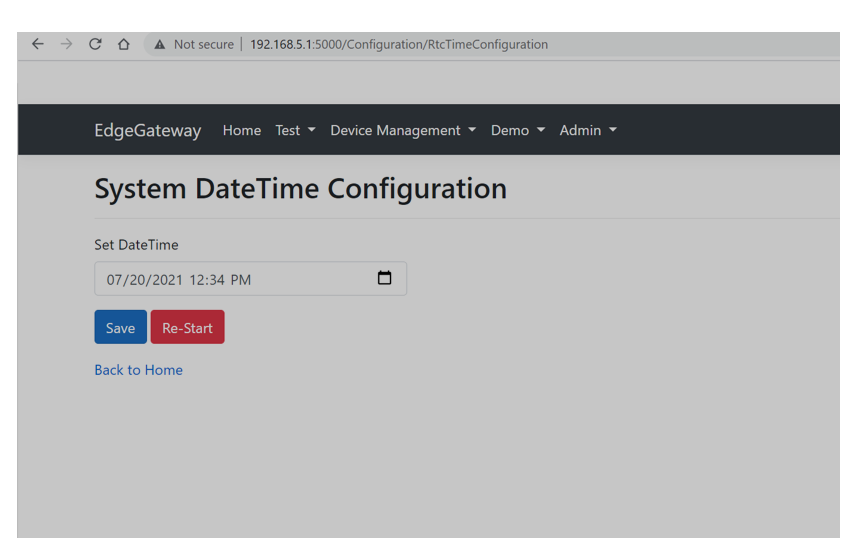 Not secure | 192.168.5.1:5000/Configuration/RtcTimeConfiguration
EdgeGateway Home Test Device Management Demo Admin
System DateTime Configuration
Set DateTime
07/20/2021 12:34 PM
Save Re-Start
Back to Home